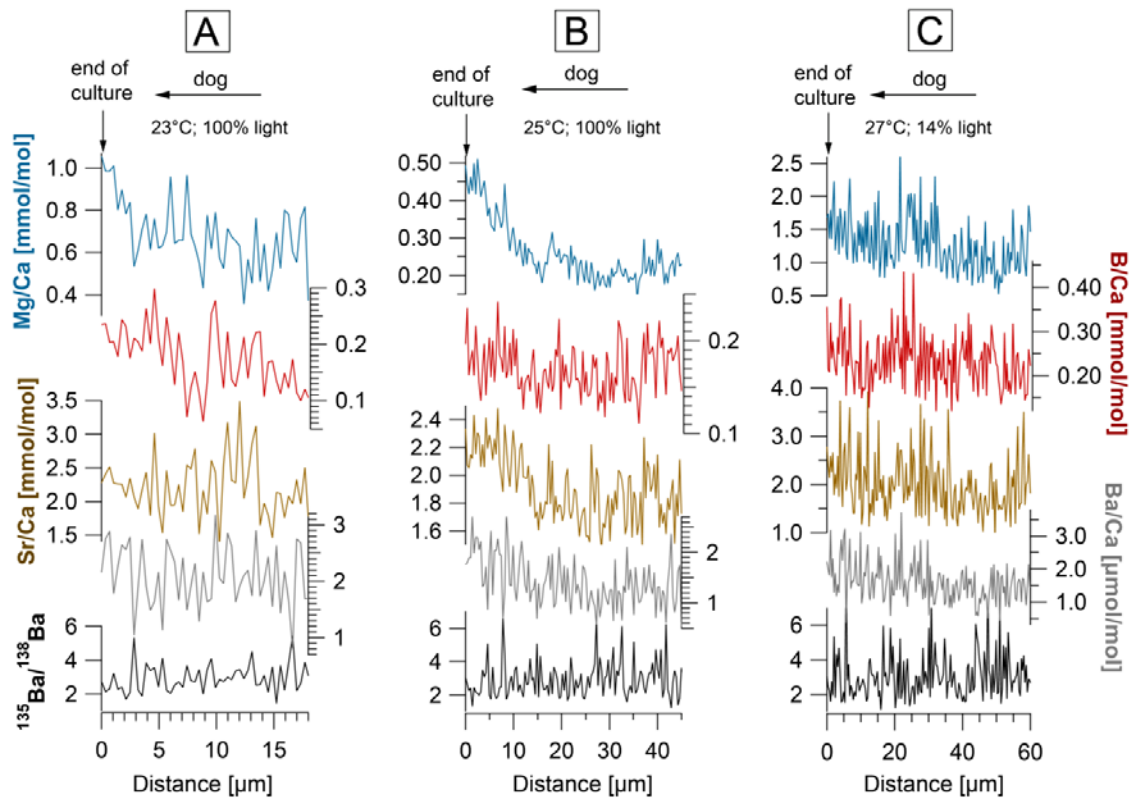 A
B
C
end of
culture
dog
23°C; 100% light
end of
culture
dog
25°C; 100% light
end of
culture
dog
27°C; 14% light
Mg/Ca [mmol/mol]
1.0
0.8
0.6
0.4
0.50
0.40
0.30
0.20
2.5
2.0
1.5
1.0
0.5
B/Ca [mmol/mol]
0.3
0.2
0.1
0.2
0.1
0.40
0.30
0.20
Sr/Ca [mmol/mol]
3.5
3.0
2.5
2.0
1.5
2.4
2.2
2.0
1.8
1.6
4.0
3.0
2.0
1.0
Ba/Ca [µmol/mol]
3
2
1
2
1
3.0
2.0
1.0
¹³⁵Ba/¹³⁸Ba
6
4
2
6
4
2
6
4
2
0 5 10 15
0 10 20 30 40
0 20 40 60
Distance [µm]
Distance [µm]
Distance [µm]